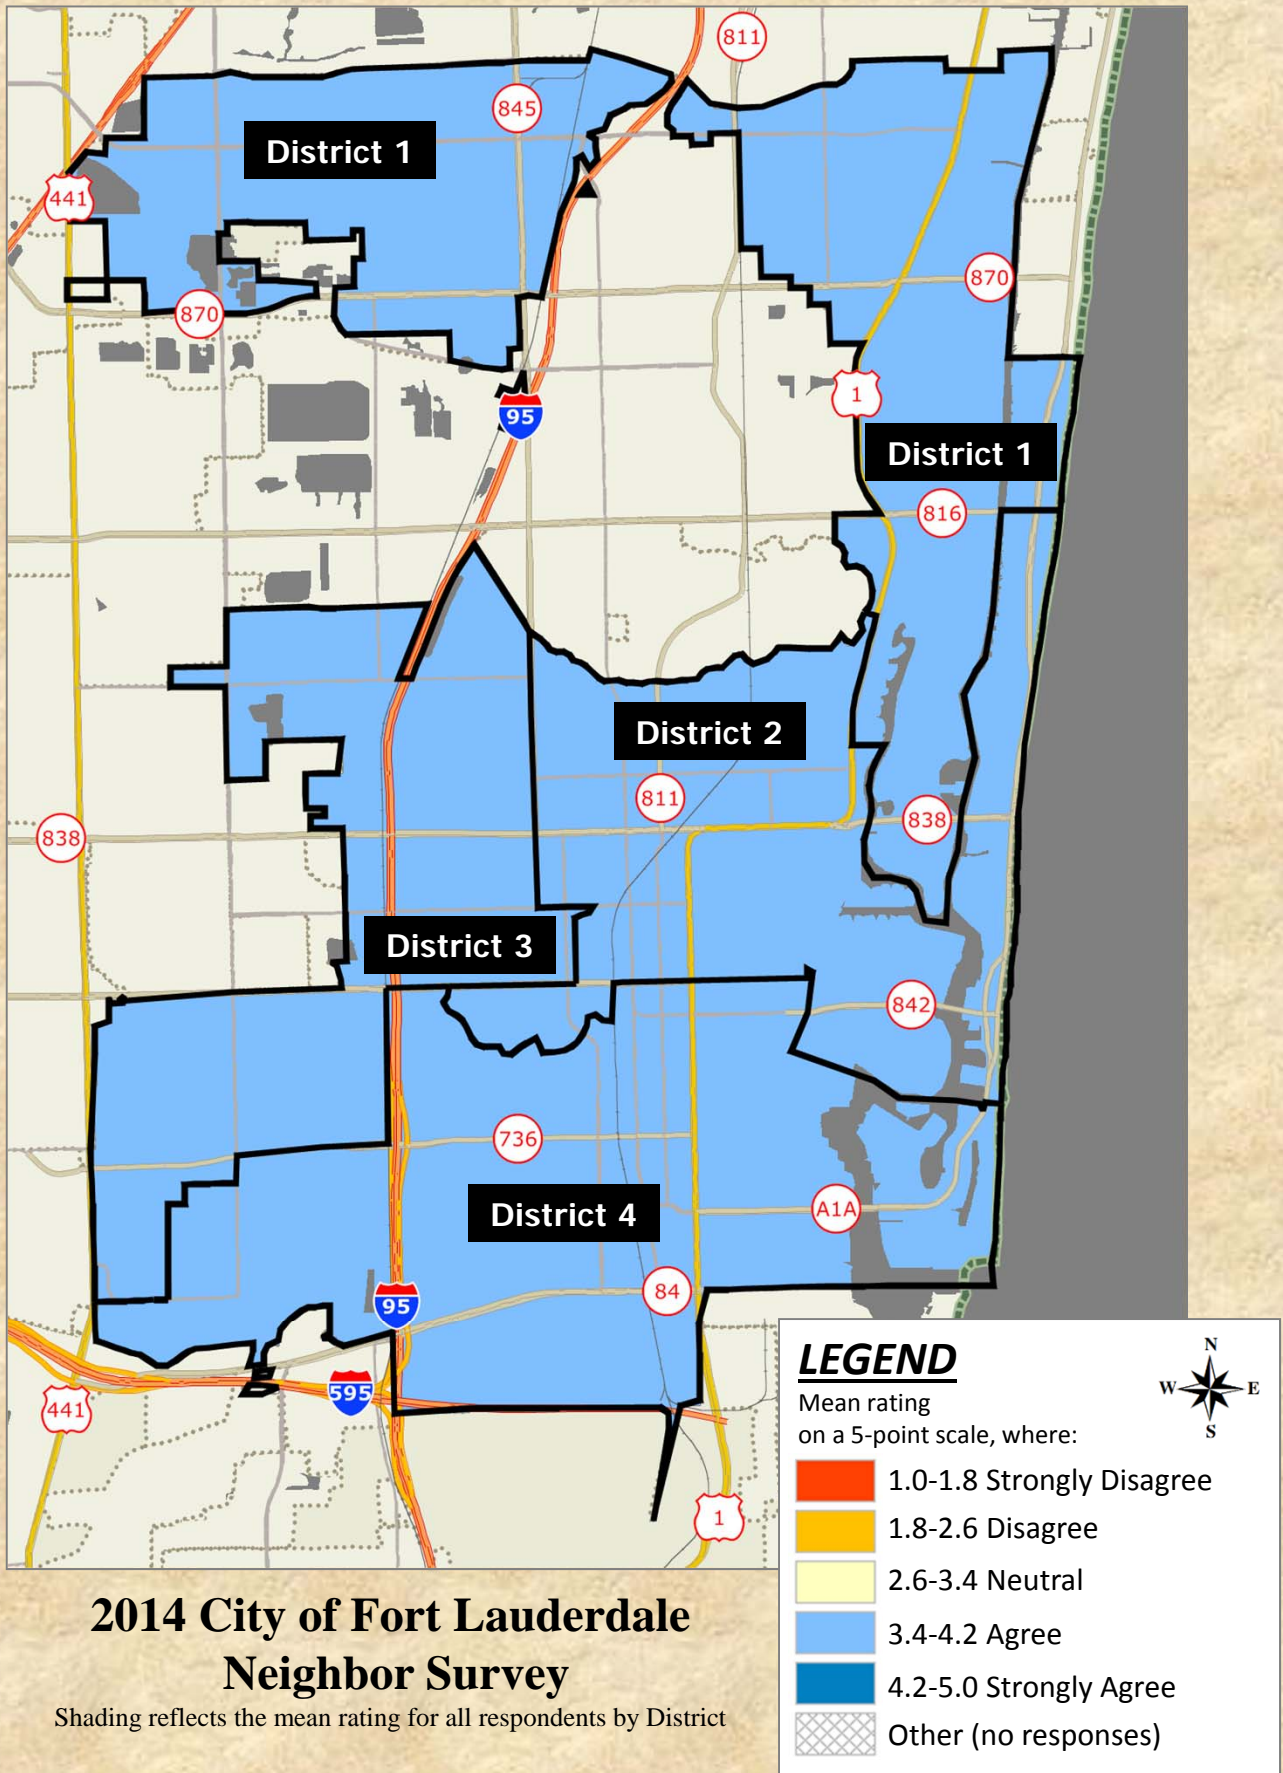 811
845
District 1
441
870
870
1
95
District 1
816
District 2
811
838
838
District 3
842
736
District 4
A1A
84
95
595
441
1
LEGEND
Mean rating
on a 5-point scale, where:
N
W E
S
1.0-1.8 Strongly Disagree
1.8-2.6 Disagree
2.6-3.4 Neutral
3.4-4.2 Agree
4.2-5.0 Strongly Agree
Other (no responses)
2014 City of Fort Lauderdale
Neighbor Survey
Shading reflects the mean rating for all respondents by District